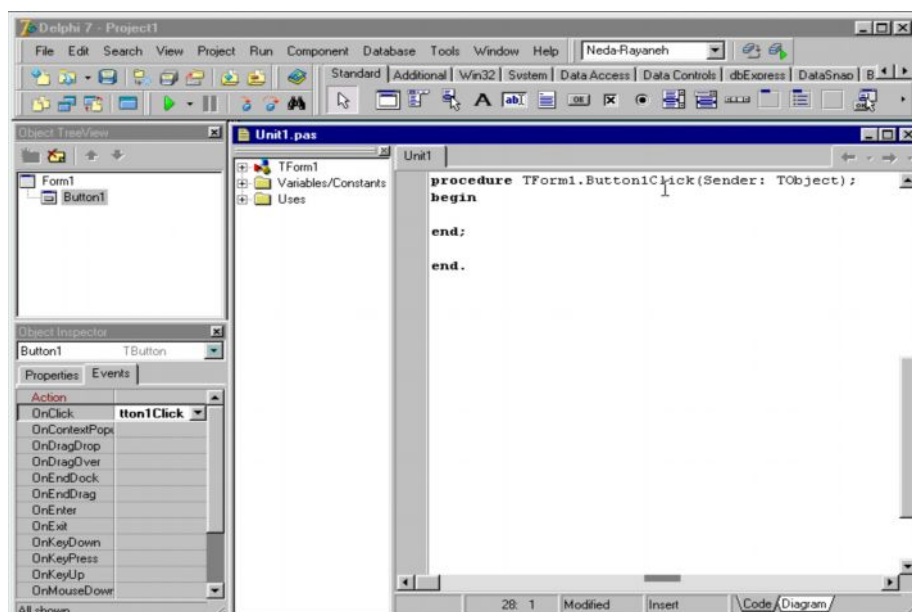 Delphi 7 - Project1
File Edit Search View Project Run Component Database Tools Window Help Neda-Rayaneh
Standard Additional Win32 System Data Access Data Controls dbExpress DataSnap B
Object TreeView
Form1
Button1
Unit1.pas
TForm1
Variables/Constants
Uses
Unit1
procedure TForm1.Button1Click(Sender: TObject);
begin
end;
end.
Object Inspector
Button1 TButton
Properties Events
Action
OnClick tton1Click
OnContextPopu
OnDragDrop
OnDragOver
OnEndDock
OnEndDrag
OnEnter
OnExit
OnKeyDown
OnKeyPress
OnKeyUp
OnMouseDown
All shown
28: 1 Modified Insert Code Diagram